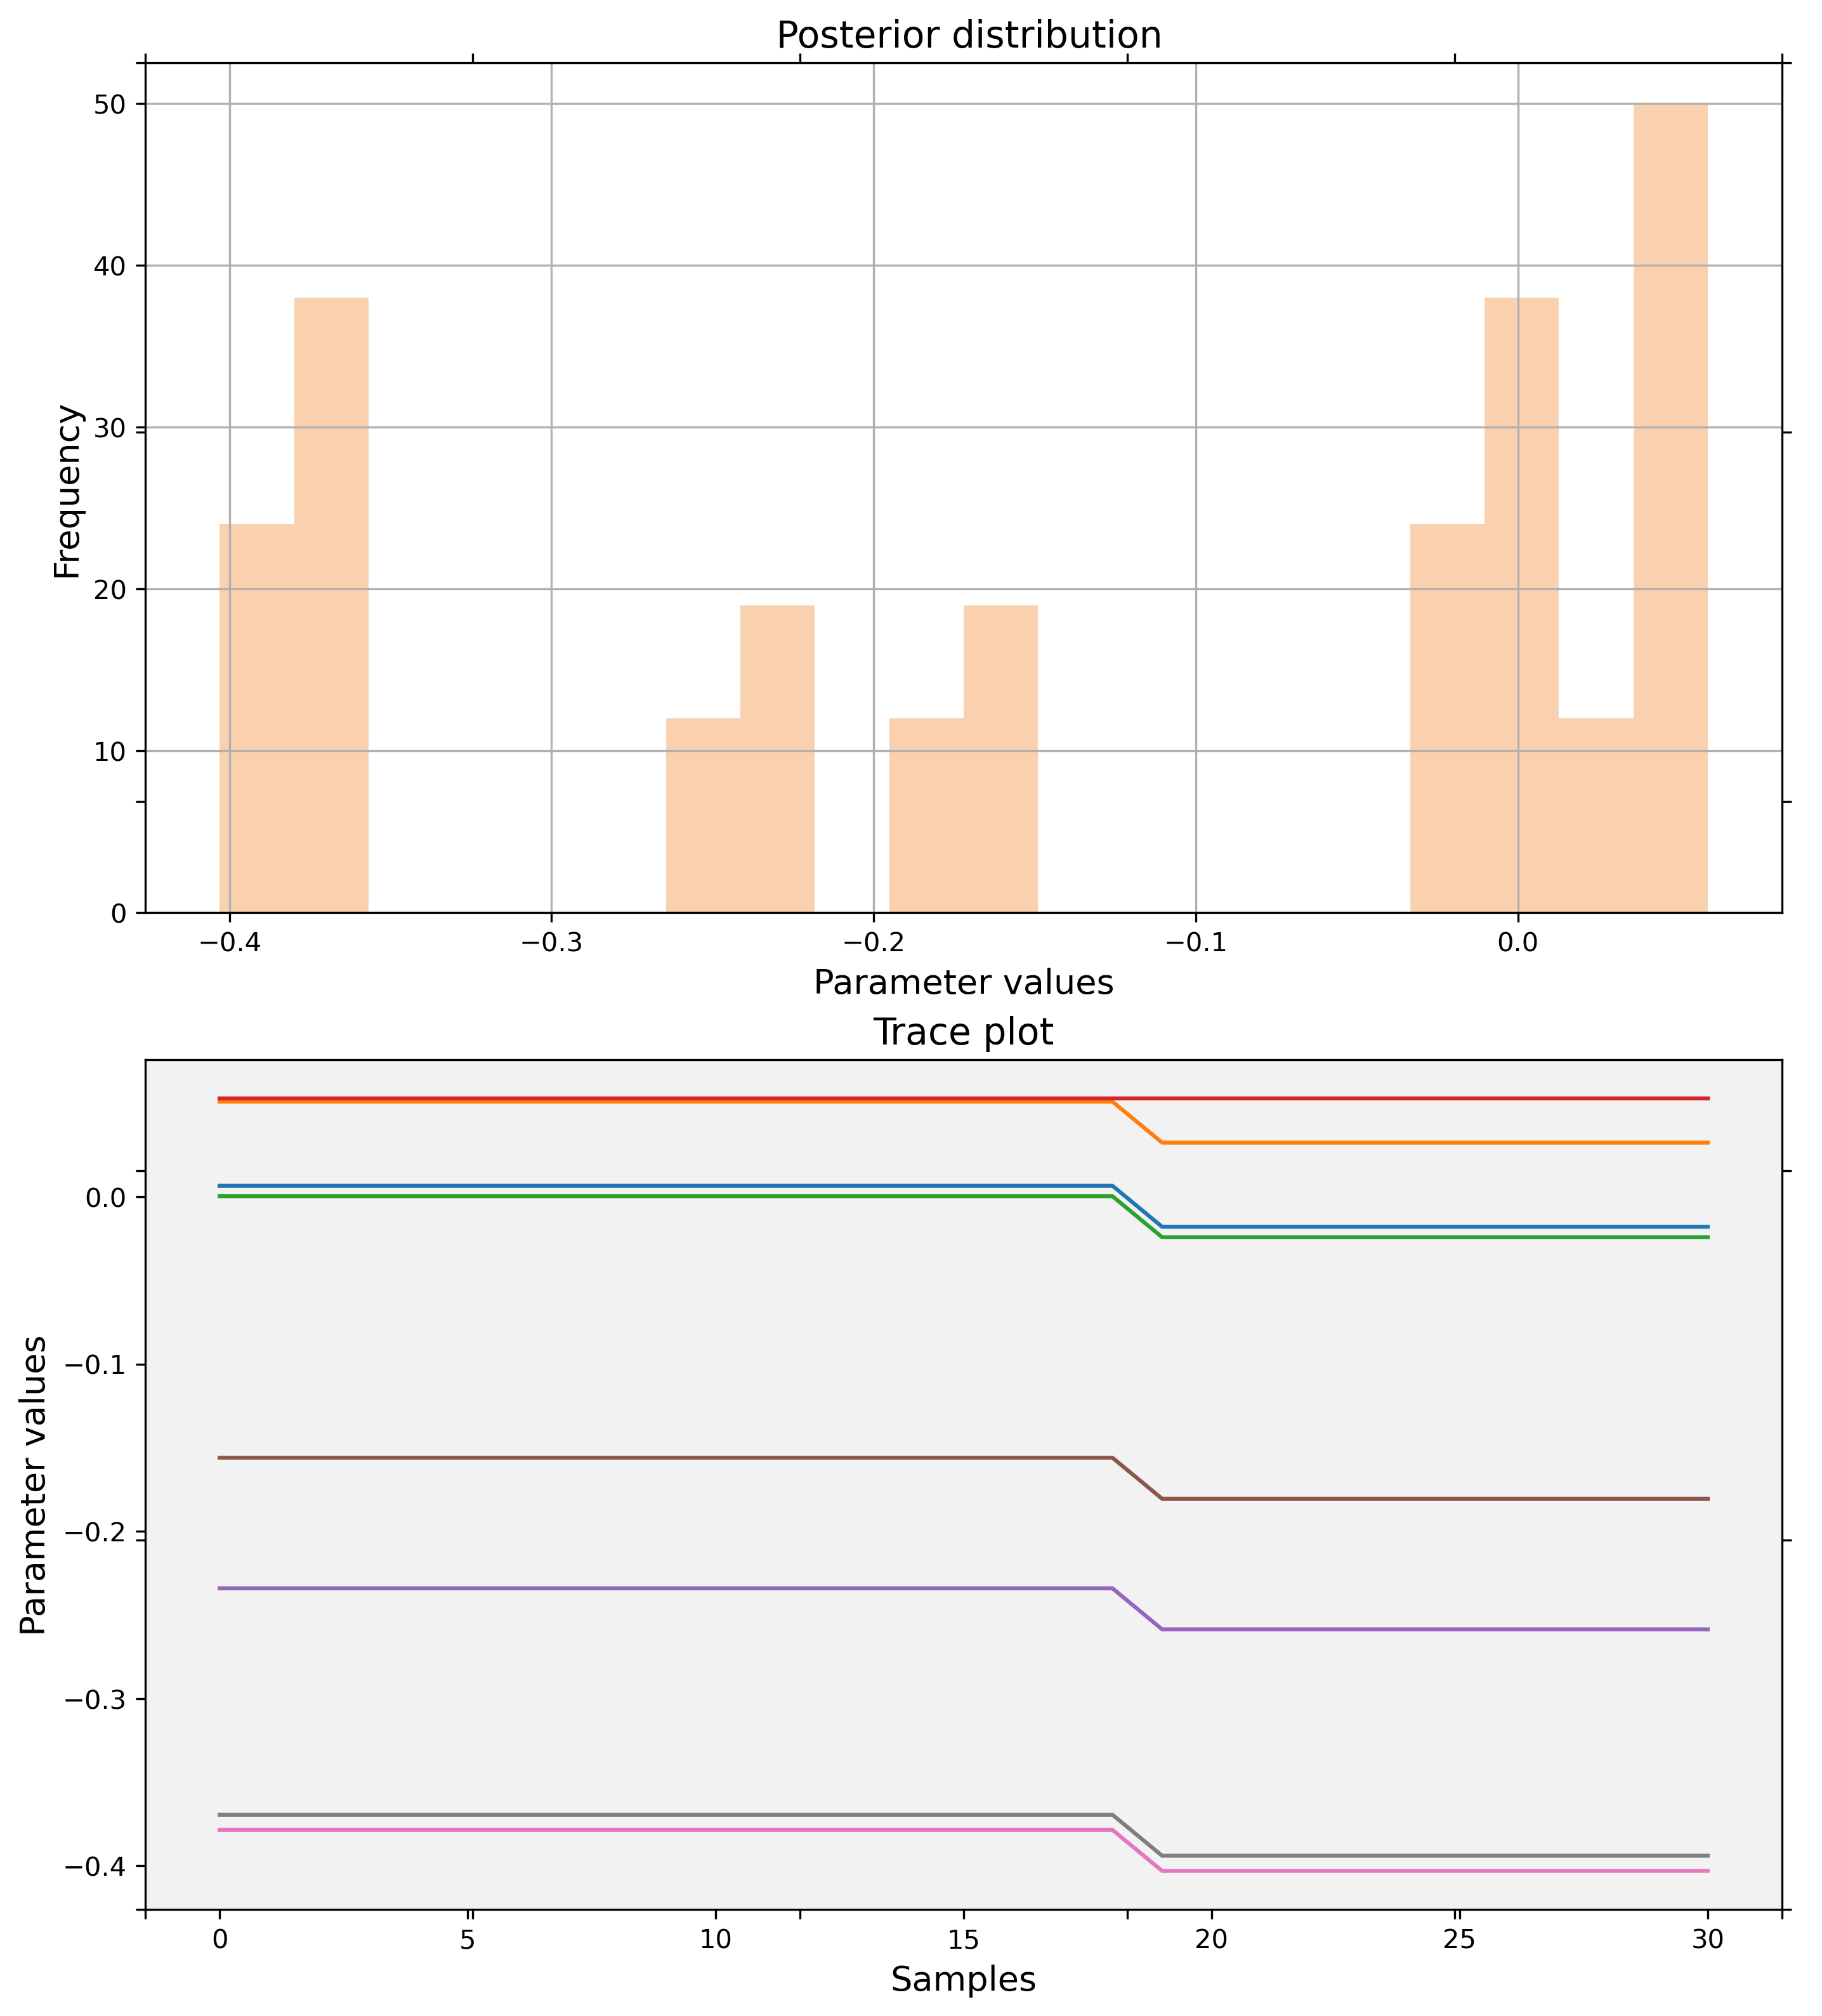 Posterior distribution
50
40
30
20
10
0
Frequency
−0.4 −0.3 −0.2 −0.1 0.0
Parameter values
Trace plot
0.0
−0.1
−0.2
−0.3
−0.4
Parameter values
0 5 10 15 20 25 30
Samples